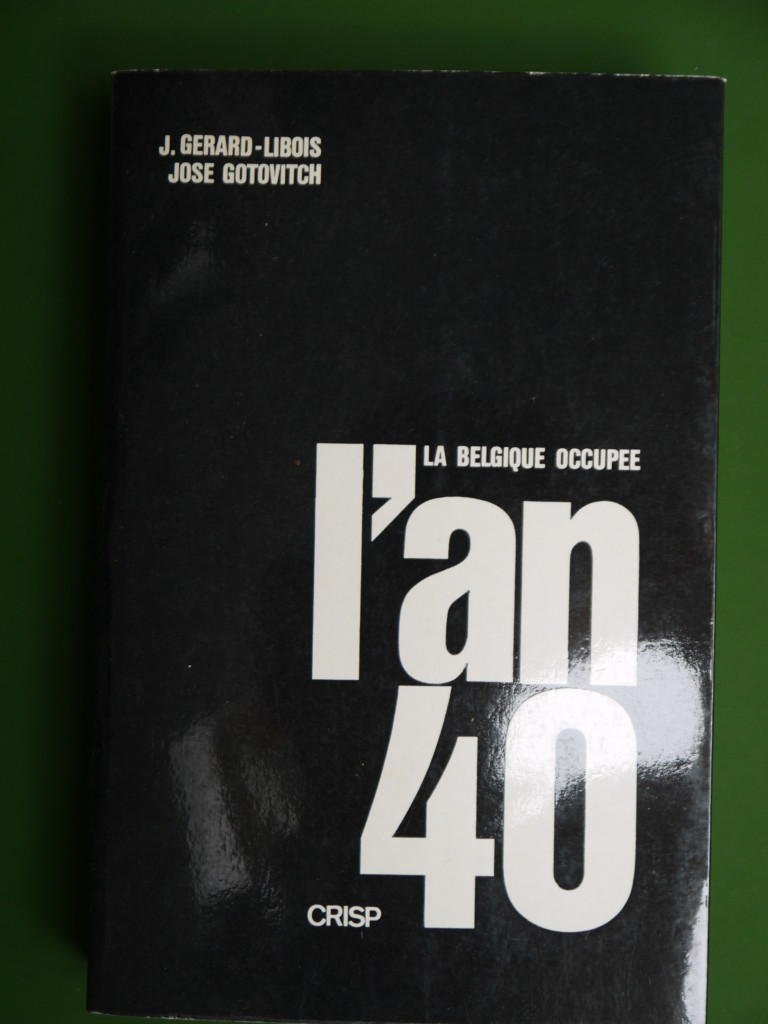 J. GERARD-LIBOIS
JOSE GOTOVITCH
LA BELGIQUE OCCUPEE
l'an
40
CRISP